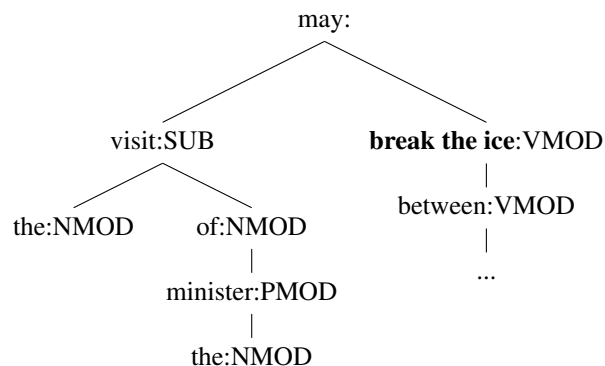 may:
visit:SUB break the ice:VMOD
the:NMOD of:NMOD between:VMOD
minister:PMOD ...
the:NMOD